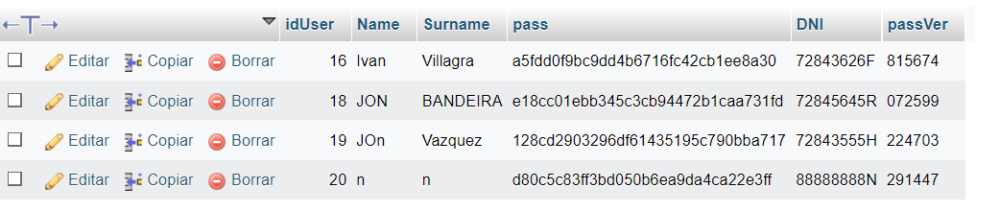 idUser Name Surname pass DNI passVer
Editar Copiar Borrar 16 Ivan Villagra a5fdd0f9bc9dd4b6716fc42cb1ee8a30 72843626F 815674
Editar Copiar Borrar 18 JON BANDEIRA e18cc01ebb345c3cb94472b1caa731fd 72845645R 072599
Editar Copiar Borrar 19 JOn Vazquez 128cd2903296df61435195c790bba717 72843555H 224703
Editar Copiar Borrar 20 n n d80c5c83ff3bd050b6ea9da4ca22e3ff 88888888N 291447